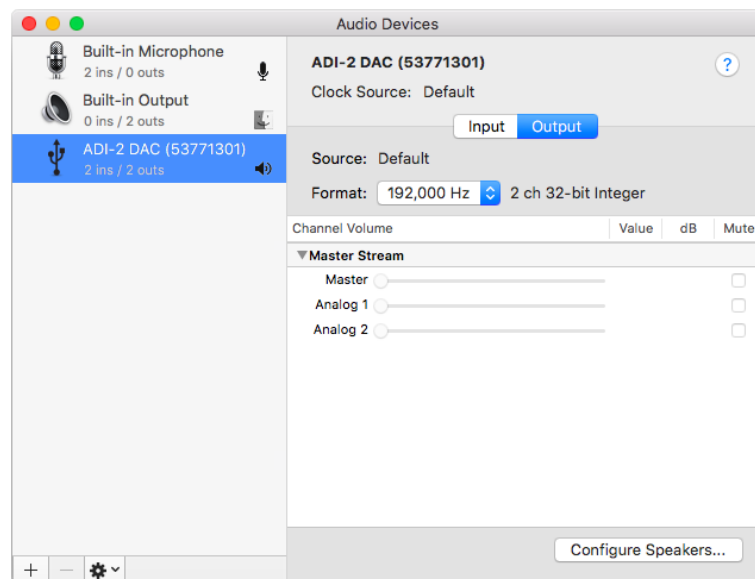 Audio Devices
Built-in Microphone
2 ins / 0 outs
Built-in Output
0 ins / 2 outs
ADI-2 DAC (53771301)
2 ins / 2 outs
ADI-2 DAC (53771301)
?
Clock Source: Default
Input Output
Source: Default
Format: 192,000 Hz 2 ch 32-bit Integer
Channel Volume Value dB Mute
Master Stream
Master
Analog 1
Analog 2
Configure Speakers...